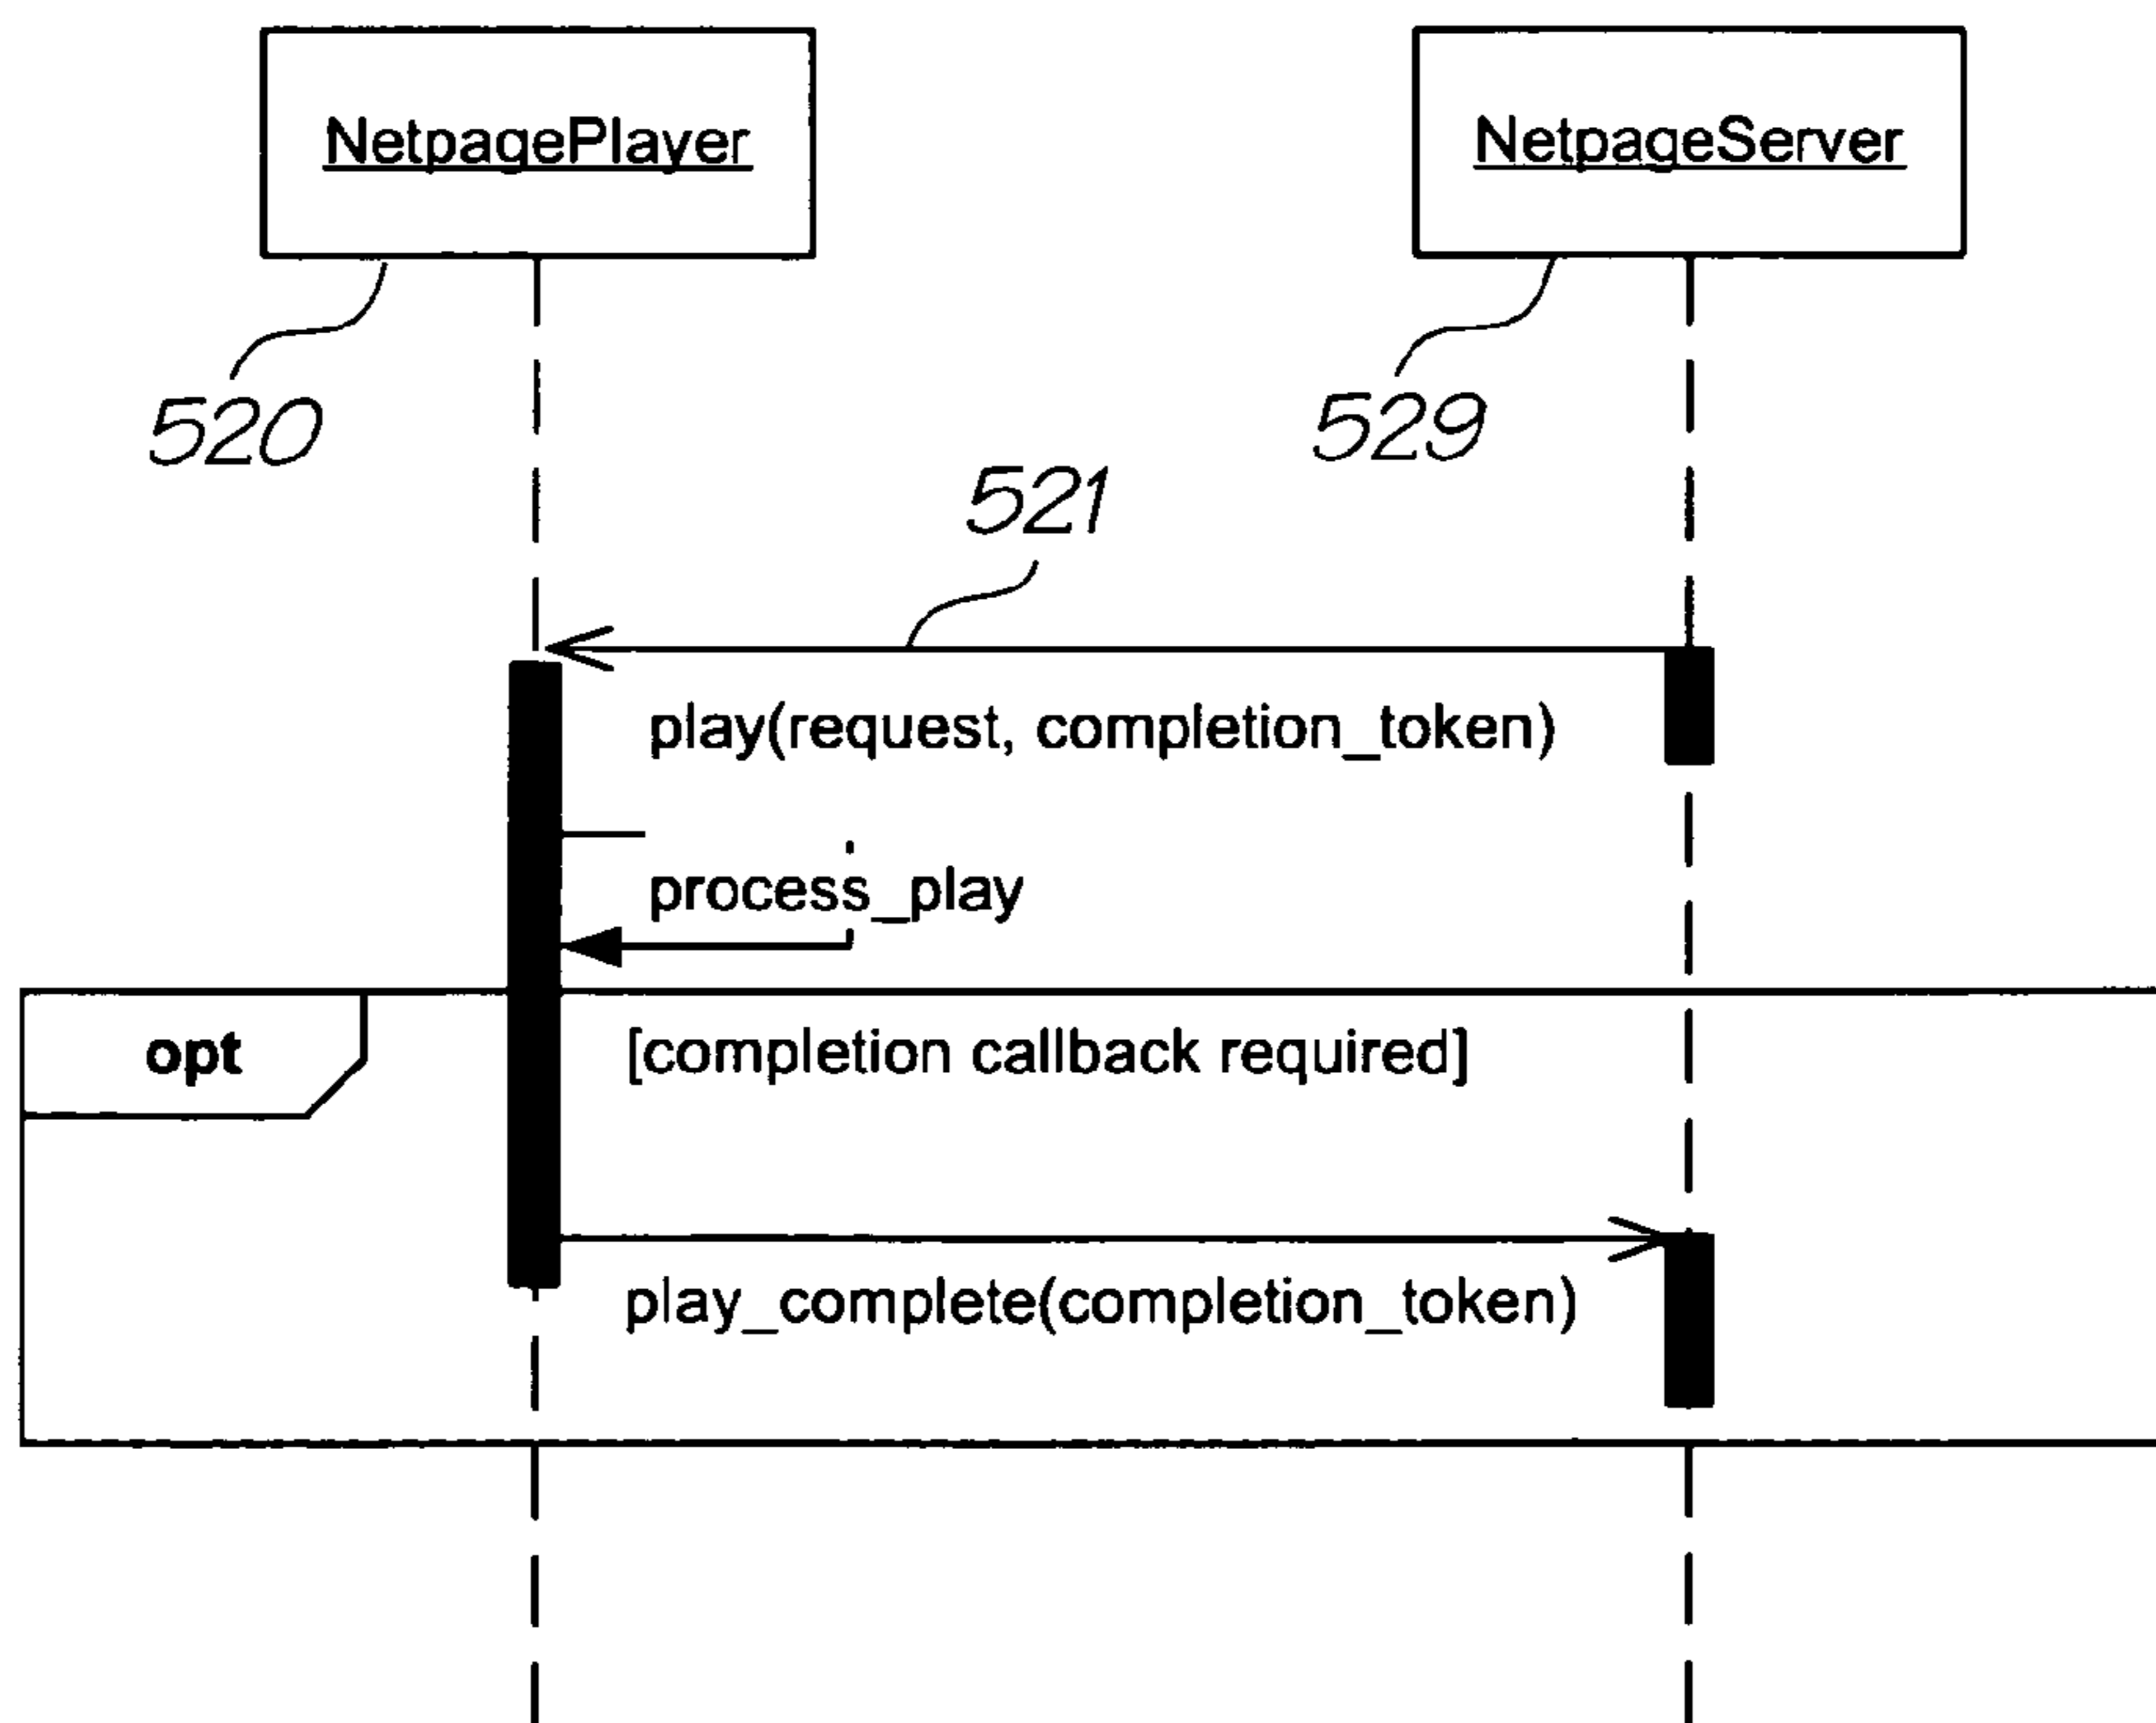 NetpagePlayer
NetpageServer
520
529
521
play(request, completion_token)
process_play
opt
[completion callback required]
play_complete(completion_token)